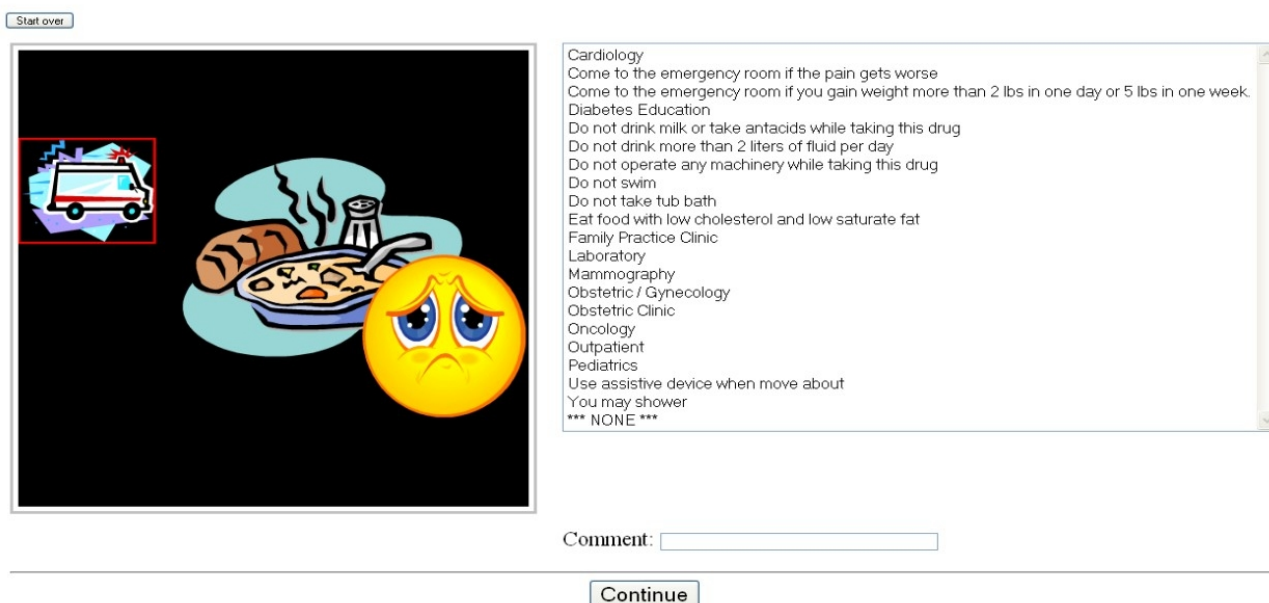 Start over
Cardiology
Come to the emergency room if the pain gets worse
Come to the emergency room if you gain weight more than 2 lbs in one day or 5 lbs in one week.
Diabetes Education
Do not drink milk or take antacids while taking this drug
Do not drink more than 2 liters of fluid per day
Do not operate any machinery while taking this drug
Do not swim
Do not take tub bath
Eat food with low cholesterol and low saturate fat
Family Practice Clinic
Laboratory
Mammography
Obstetric / Gynecology
Obstetric Clinic
Oncology
Outpatient
Pediatrics
Use assistive device when move about
You may shower
*** NONE ***
Comment:
Continue